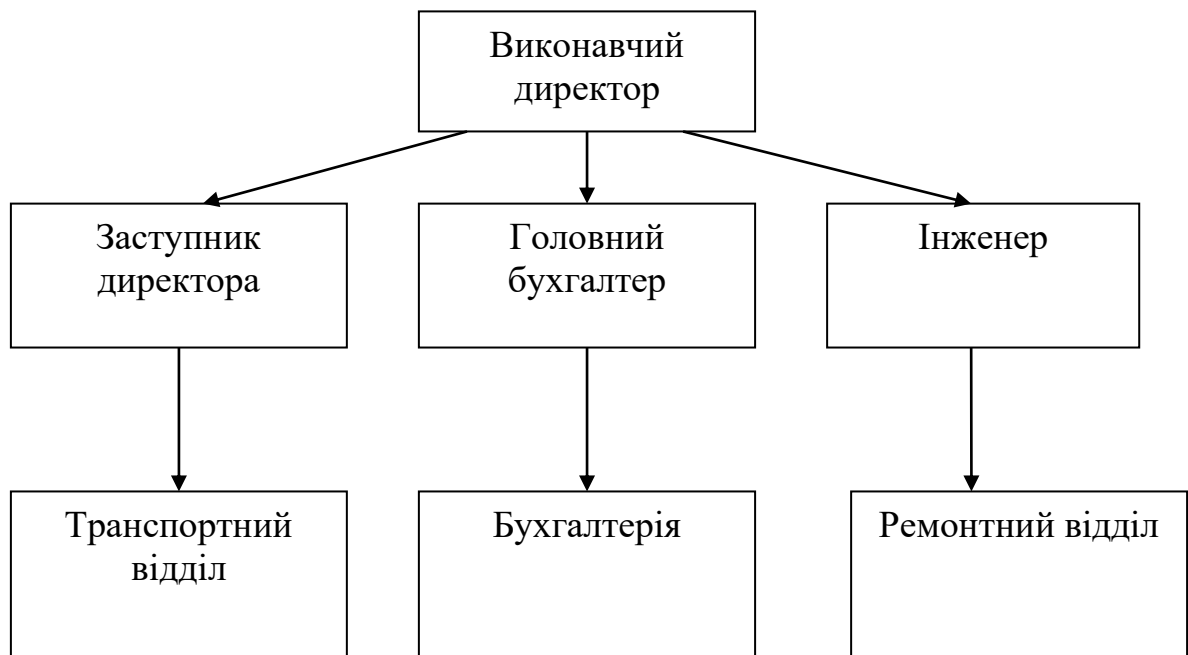 Виконавчий
директор
Заступник
директора
Головний
бухгалтер
Інженер
Транспортний
відділ
Бухгалтерія
Ремонтний відділ